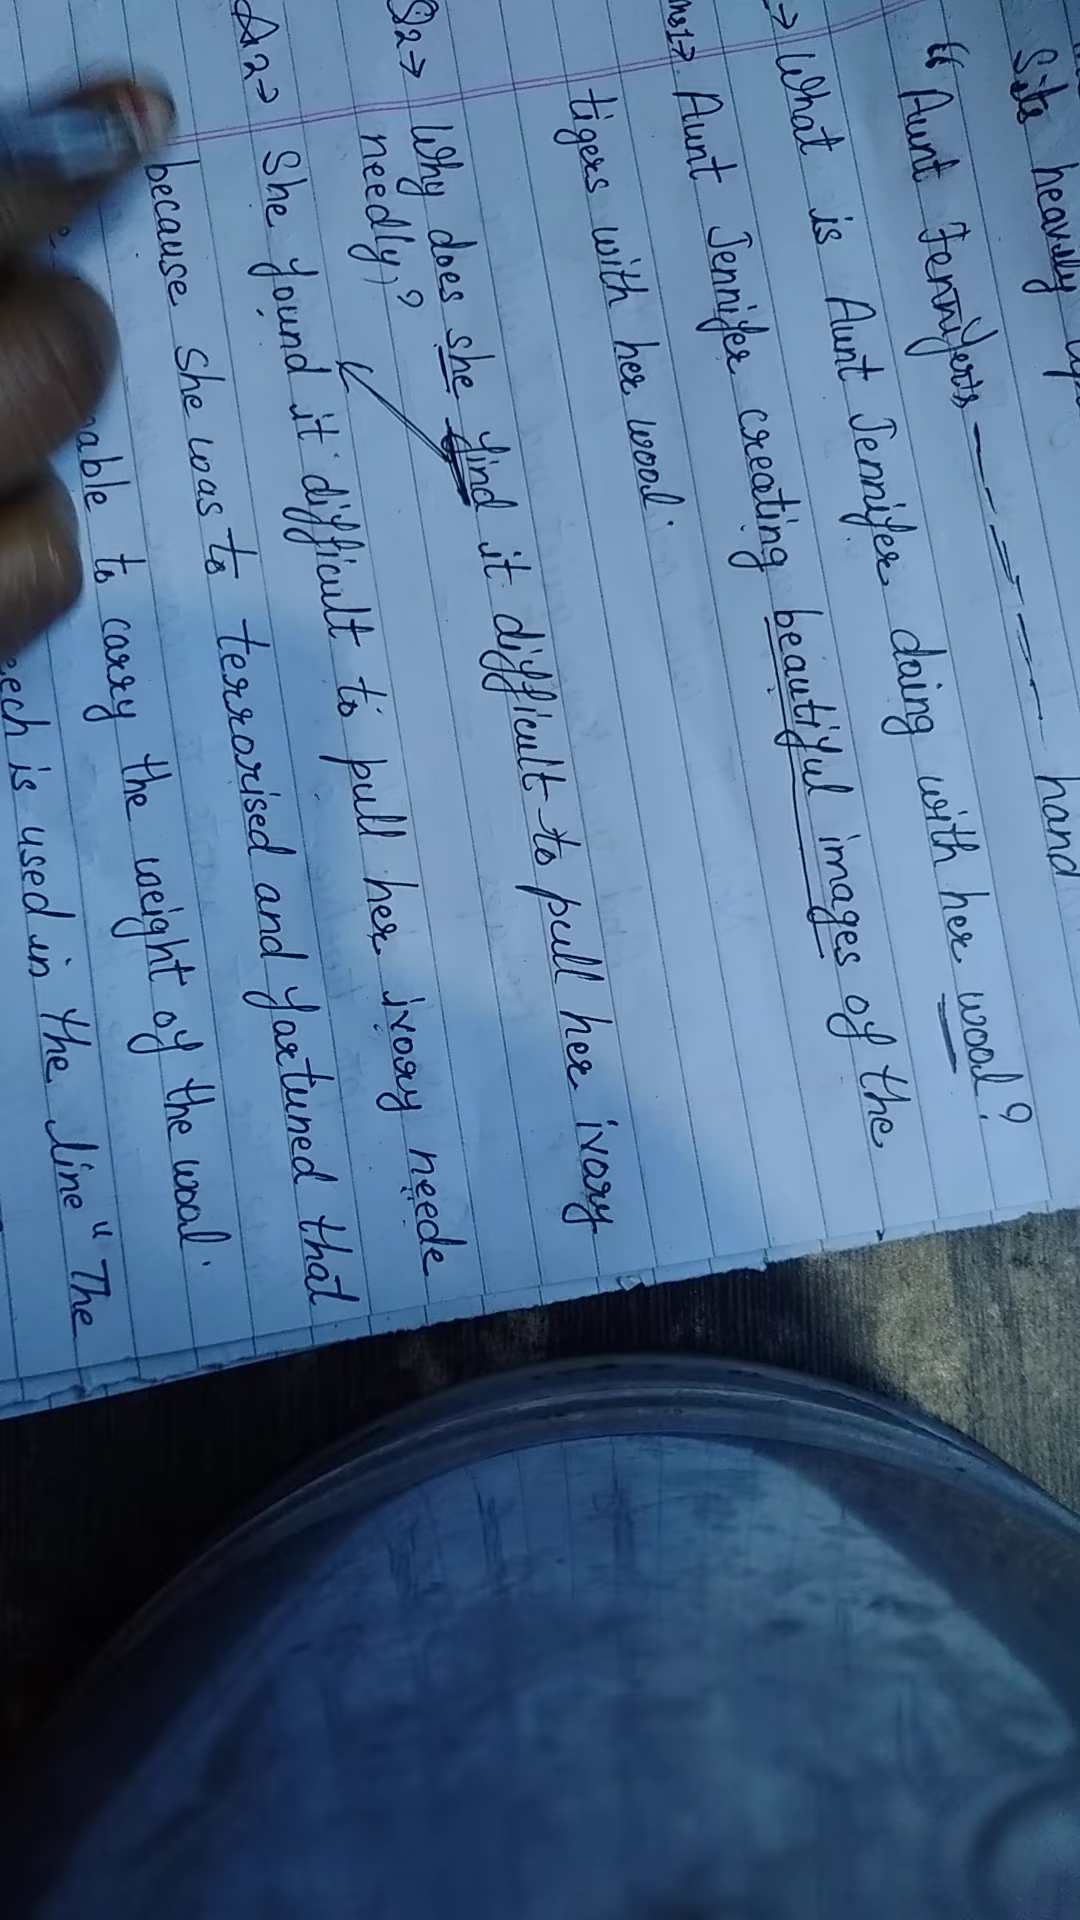 Sits heavily
"Aunt Jennifer's ----- hand
→ What is Aunt Jennifer doing with her wool?
Ans1→ Aunt Jennifer creating beautiful images of the
tigers with her wool.
Q2→ Why does she find it difficult to pull her ivory
needly?
A2→ She found it difficult to pull her ivory neede
because she was to terrorised and fartuned that
able to carry the weight of the wool.
is used in the line "The